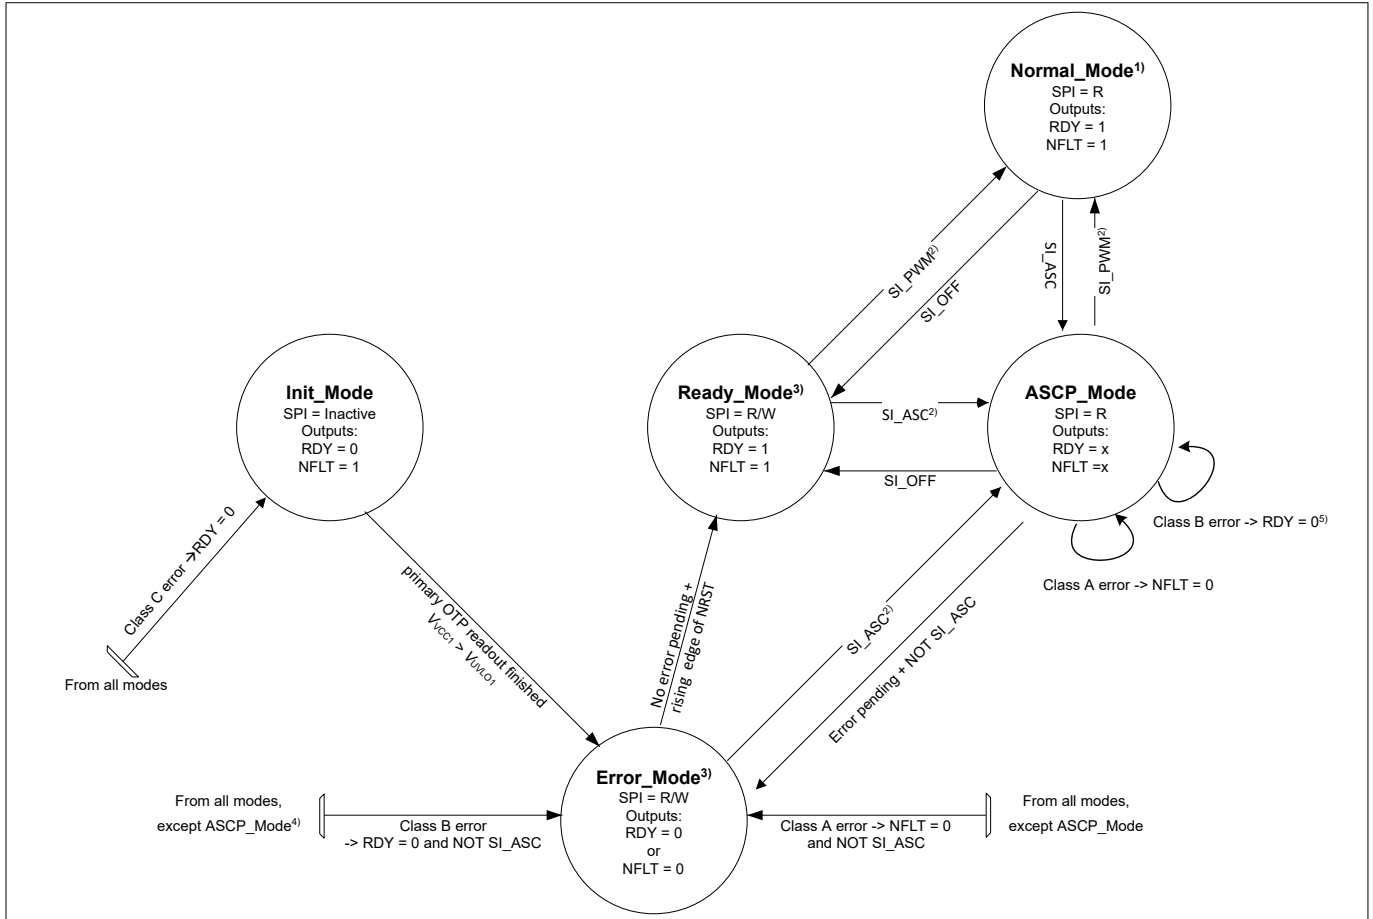 Normal_Mode1)
SPI = R
Outputs:
RDY = 1
NFLT = 1
SI_PWM2)
SI_OFF
SI_ASC
SI_PWM2)
Init_Mode
SPI = Inactive
Outputs:
RDY = 0
NFLT = 1
Ready_Mode3)
SPI = R/W
Outputs:
RDY = 1
NFLT = 1
SI_ASC2)
SI_OFF
ASCP_Mode
SPI = R
Outputs:
RDY = x
NFLT =x
Class B error -> RDY = 05)
Class A error -> NFLT = 0
Class C error →RDY = 0
From all modes
primary OTP readout finished
VVCC1 > VUVLO1
No error pending +
rising edge of NRST
SI_ASC2)
Error pending + NOT SI_ASC
Error_Mode3)
SPI = R/W
Outputs:
RDY = 0
or
NFLT = 0
From all modes,
except ASCP_Mode4)
Class B error
-> RDY = 0 and NOT SI_ASC
Class A error -> NFLT = 0
and NOT SI_ASC
From all modes,
except ASCP_Mode